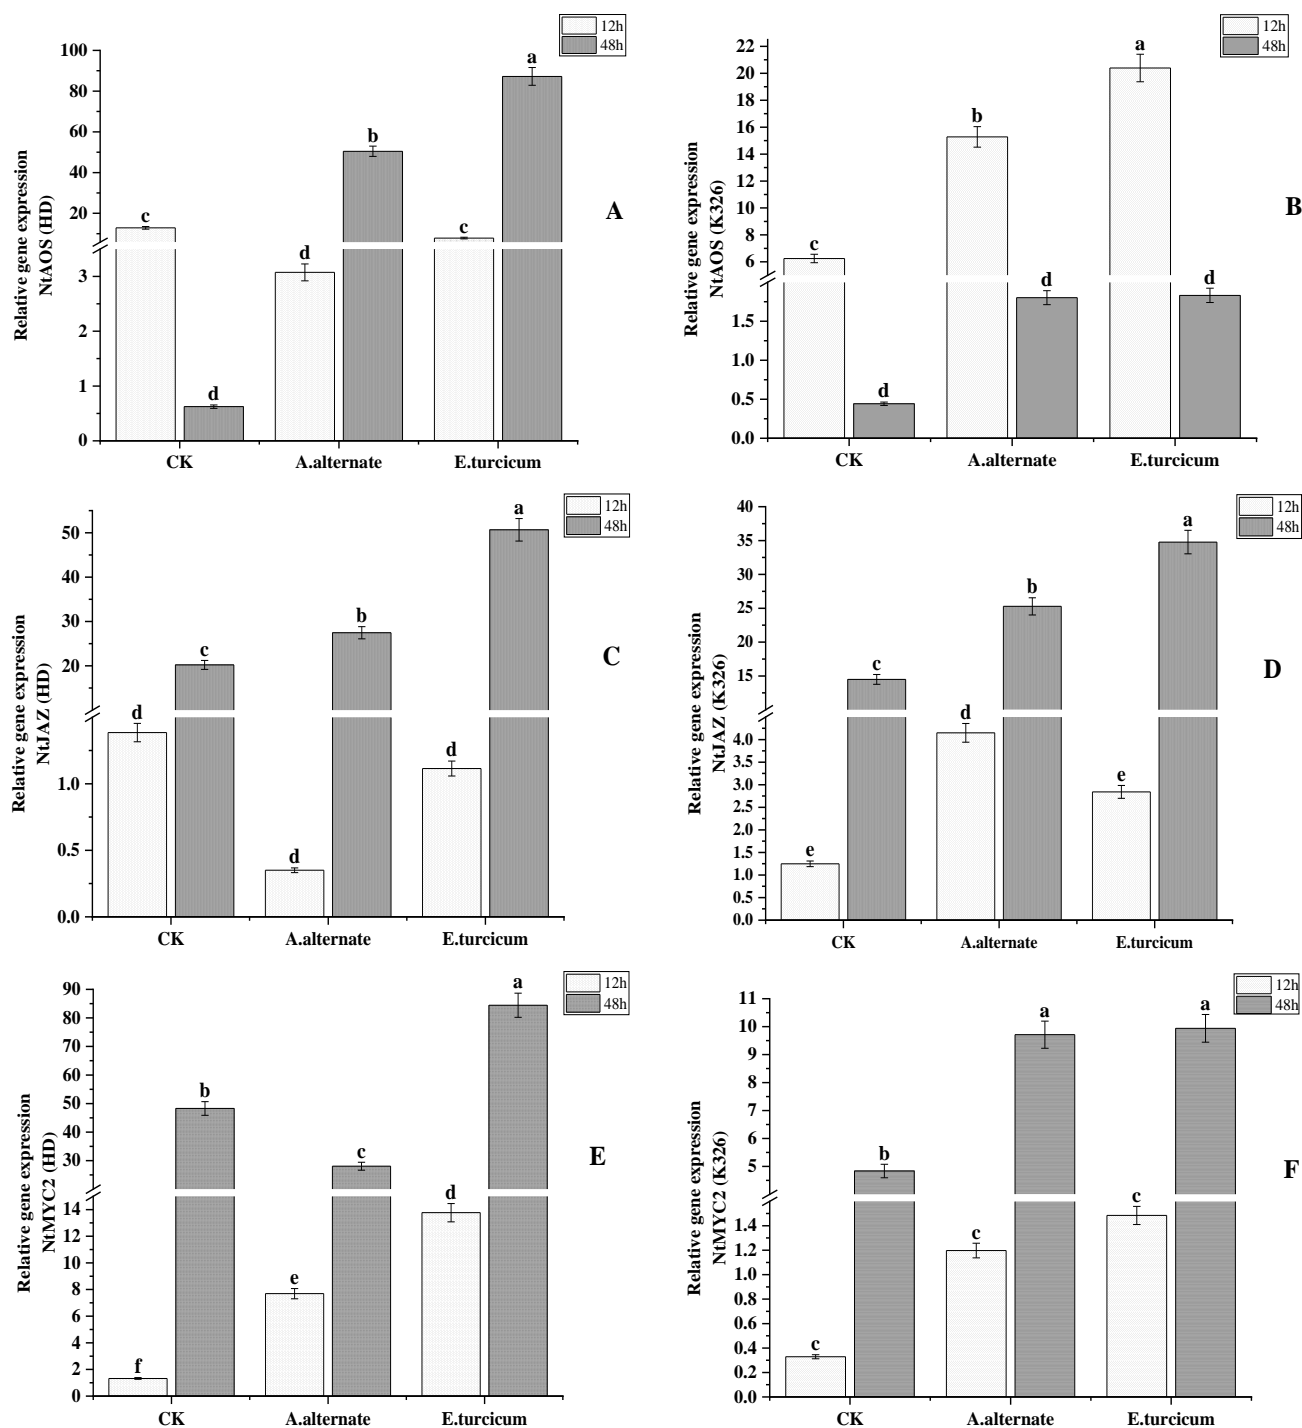 12h
48h
100
80
60
40
20
3
2
1
0
Relative gene expression
NtAOS (HD)
c
d
d
b
c
a
A
CK
A.alternate
E.turcicum
12h
48h
22
20
18
16
14
12
10
8
6
1.5
1.0
0.5
0.0
Relative gene expression
NtAOS (K326)
c
d
b
d
a
d
B
CK
A.alternate
E.turcicum
12h
48h
50
40
30
20
1.0
0.5
0.0
Relative gene expression
NtJAZ (HD)
d
c
d
b
d
a
C
CK
A.alternate
E.turcicum
12h
48h
40
35
30
25
20
15
4.0
3.5
3.0
2.5
2.0
1.5
1.0
0.5
0.0
Relative gene expression
NtJAZ (K326)
e
c
d
b
e
a
D
CK
A.alternate
E.turcicum
12h
48h
90
80
70
60
50
40
30
14
12
10
8
6
4
2
0
Relative gene expression
NtMYC2 (HD)
f
b
e
c
d
a
E
CK
A.alternate
E.turcicum
12h
48h
11
10
9
8
7
6
5
1.4
1.2
1.0
0.8
0.6
0.4
0.2
0.0
Relative gene expression
NtMYC2 (K326)
c
b
c
a
c
a
F
CK
A.alternate
E.turcicum